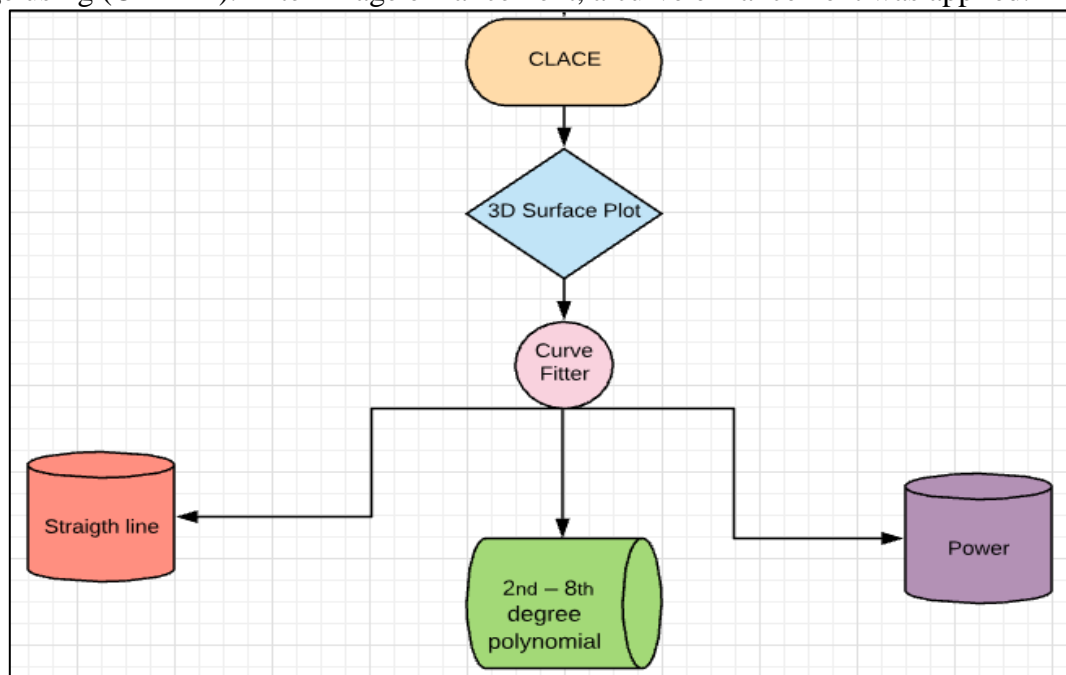 CLACE
3D Surface Plot
Curve
Fitter
Straigth line
2nd – 8th
degree
polynomial
Power